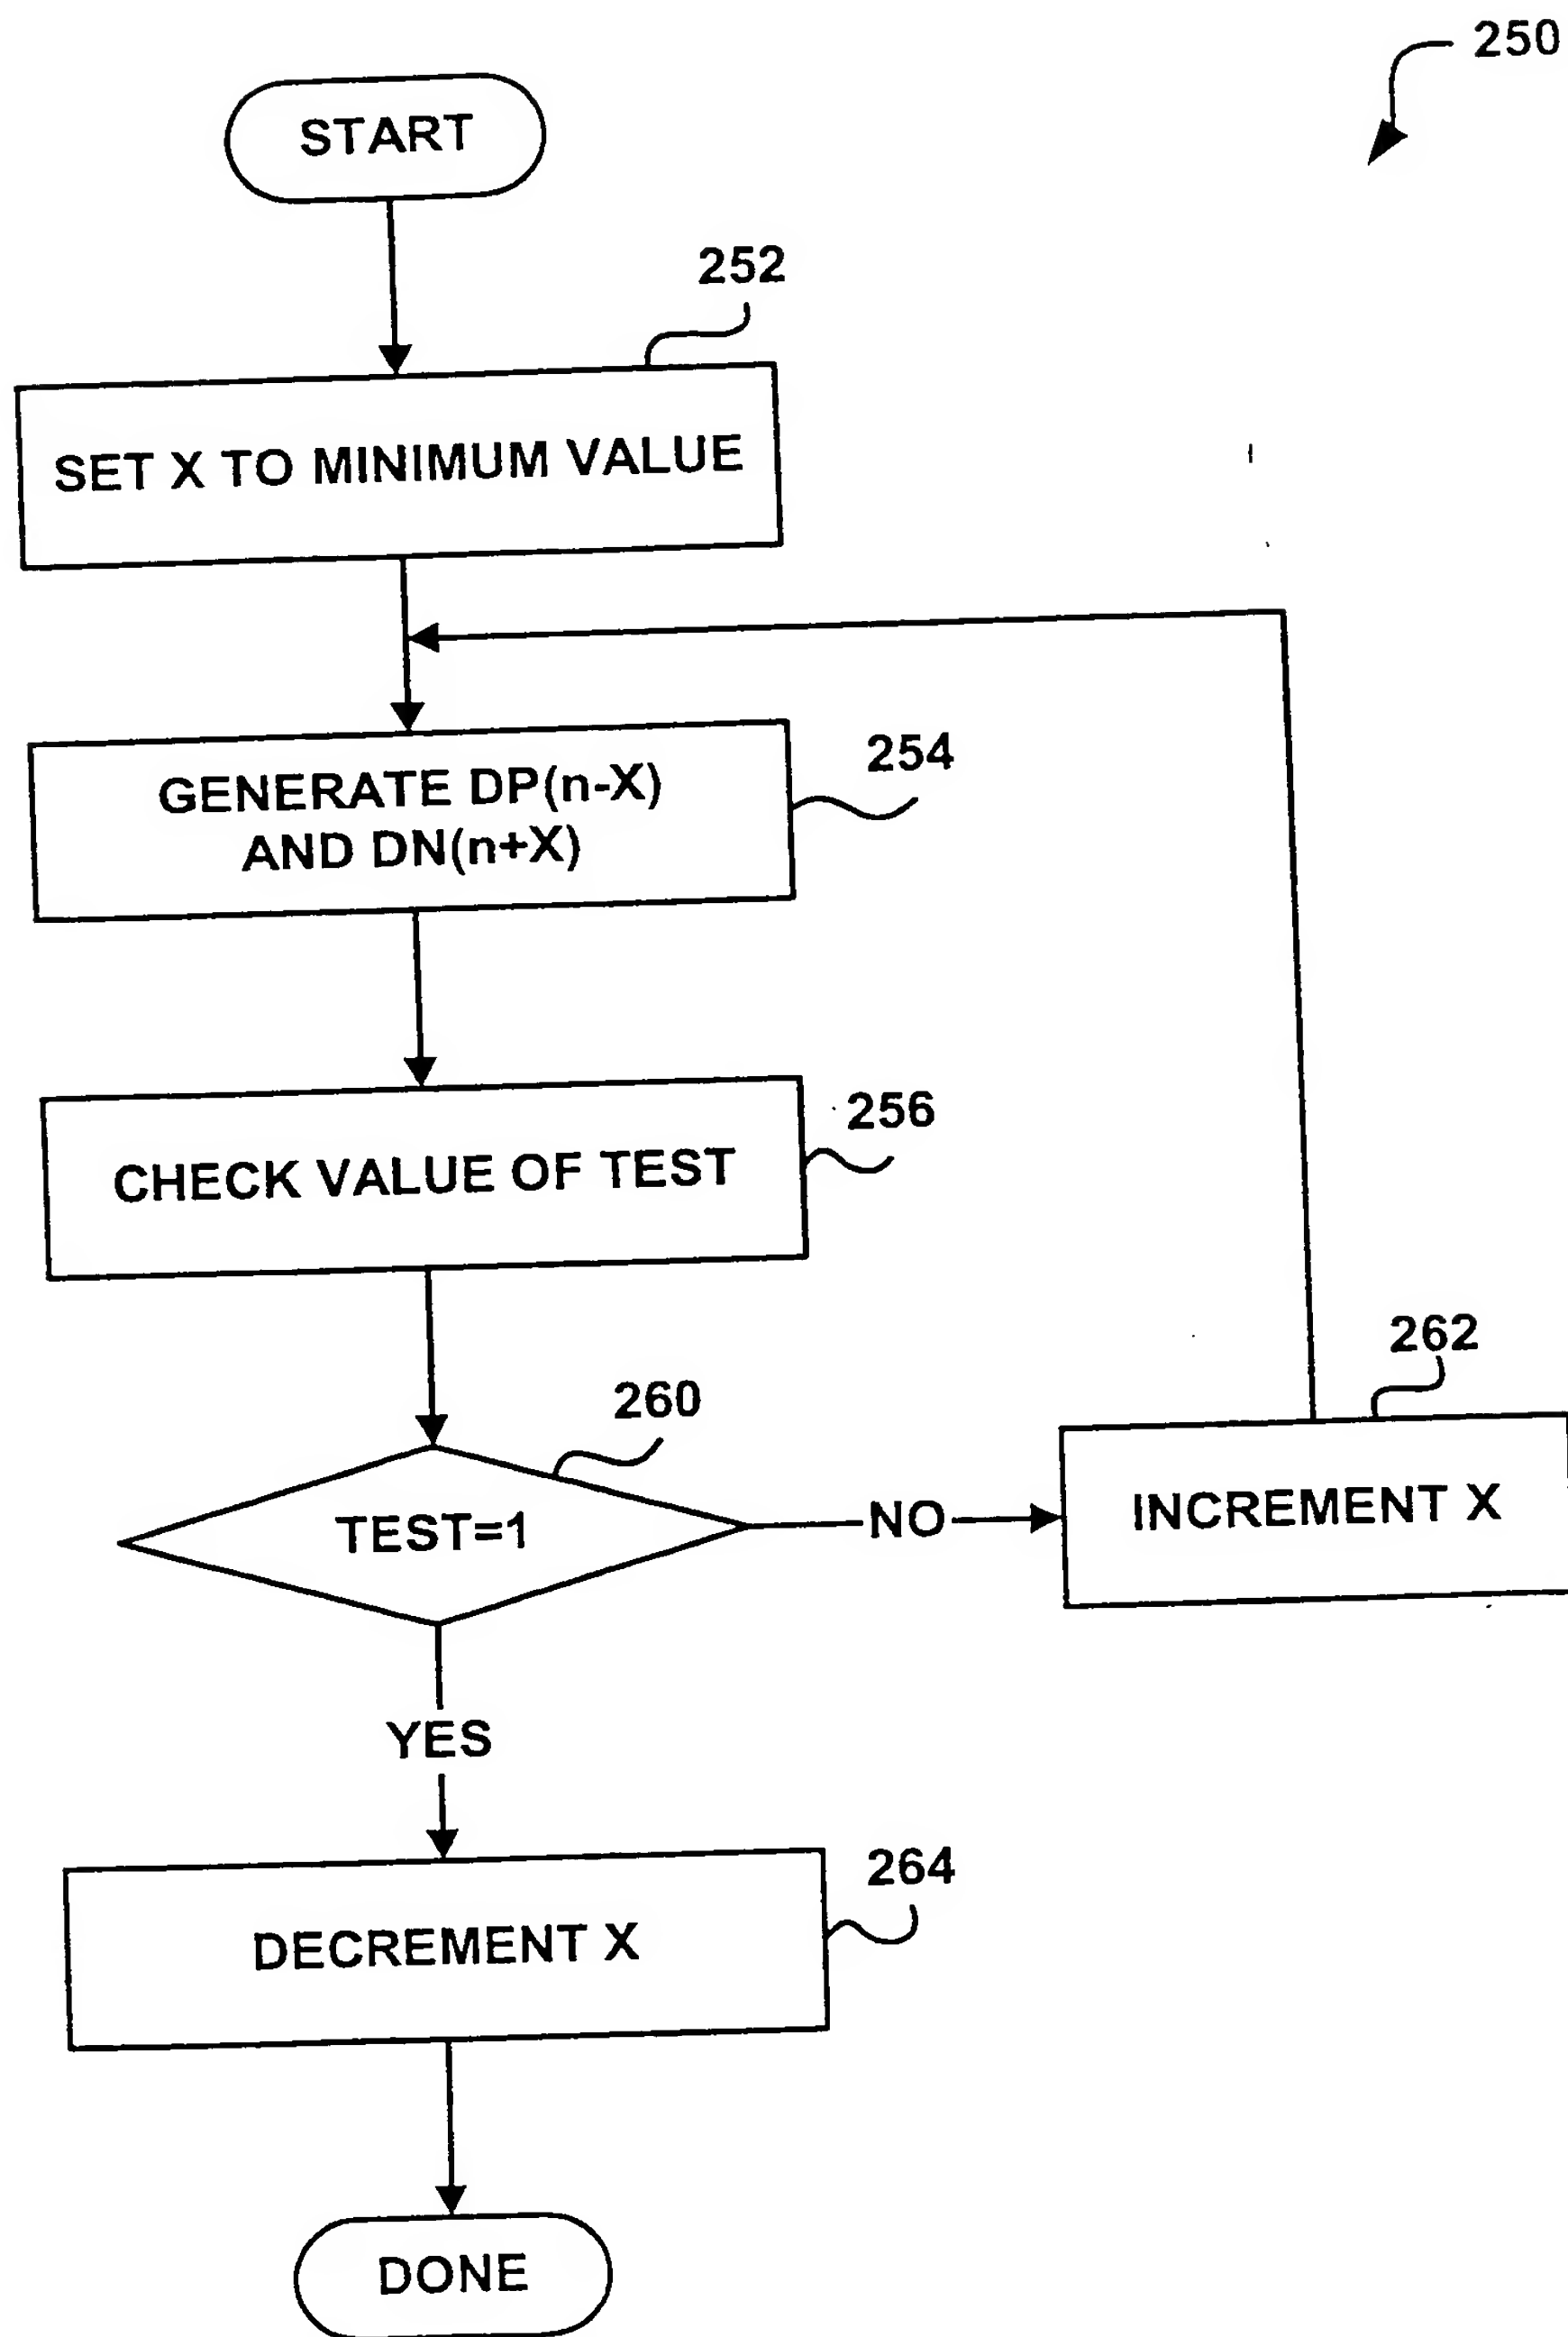 250
START
252
SET X TO MINIMUM VALUE
GENERATE DP(n-X)
AND DN(n+X)
254
CHECK VALUE OF TEST
256
260
TEST=1
NO
262
INCREMENT X
YES
DECREMENT X
264
DONE